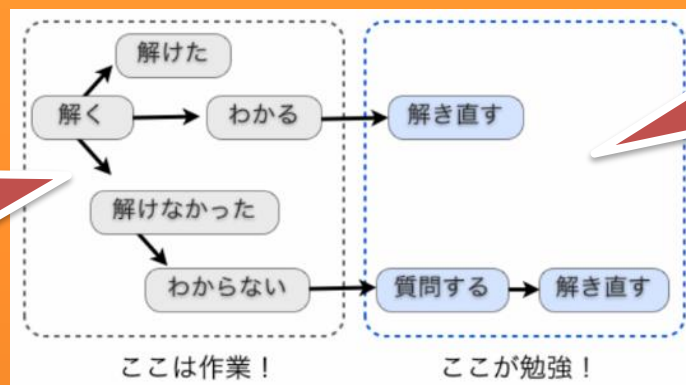 解けた
解く
わかる
解き直す
解けなかった
わからない
質問する
解き直す
ここは作業！
ここが勉強！